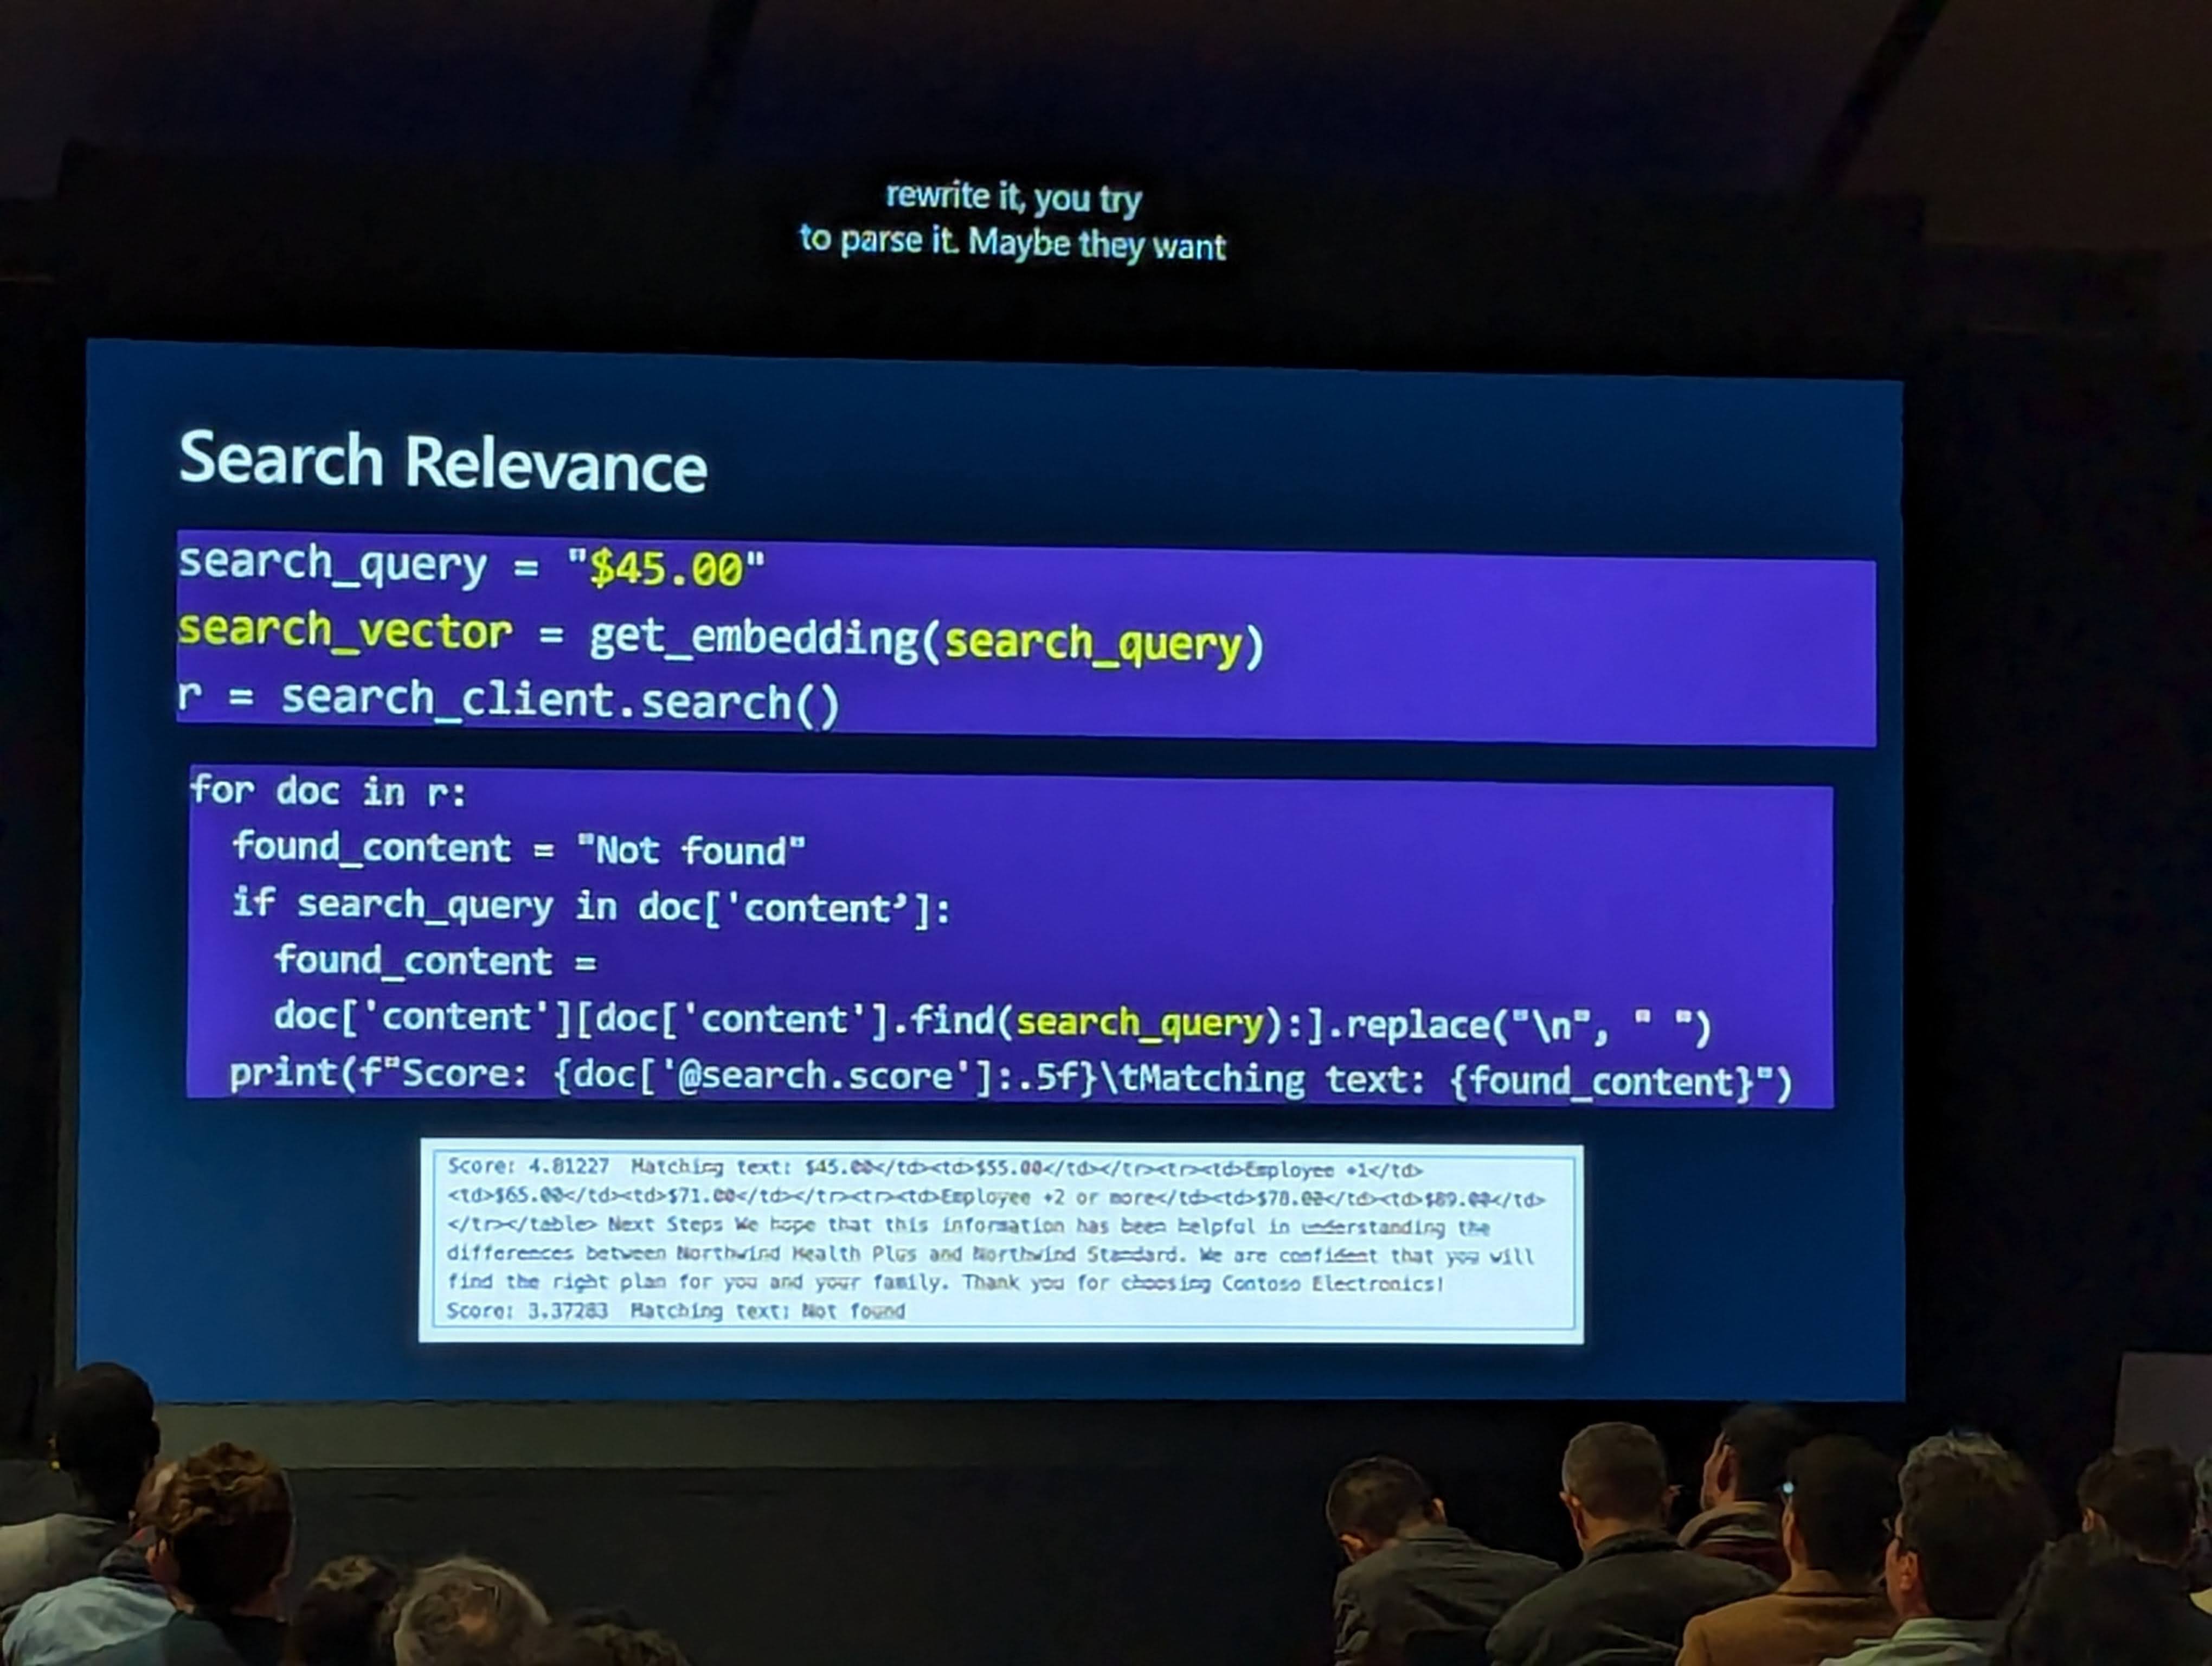 rewrite it, you try
to parse it. Maybe they want
Search Relevance
search_query = "$45.00"
search_vector = get_embedding(search_query)
r = search_client.search()
for doc in r:
found_content = "Not found"
if search_query in doc['content’]:
found_content =
doc['content'][doc['content'].find(search_query):].replace("\n", " ")
print(f"Score: {doc['@search.score']:.5f}\tMatching text: {found_content}")
Score: 4.81227 Matching text: $45.00</td><td>$55.00</td></tr><tr><td>Employee +1</td>
<td>$65.00</td><td>$71.00</td></tr><tr><td>Employee +2 or more</td><td>$78.00</td><td>$89.00</td>
</tr></table> Next Steps We hope that this information has been helpful in understanding the
differences between Northwind Health Plus and Northwind Standard. We are confident that you will
find the right plan for you and your family. Thank you for choosing Contoso Electronics!
Score: 3.37283 Matching text: Not found